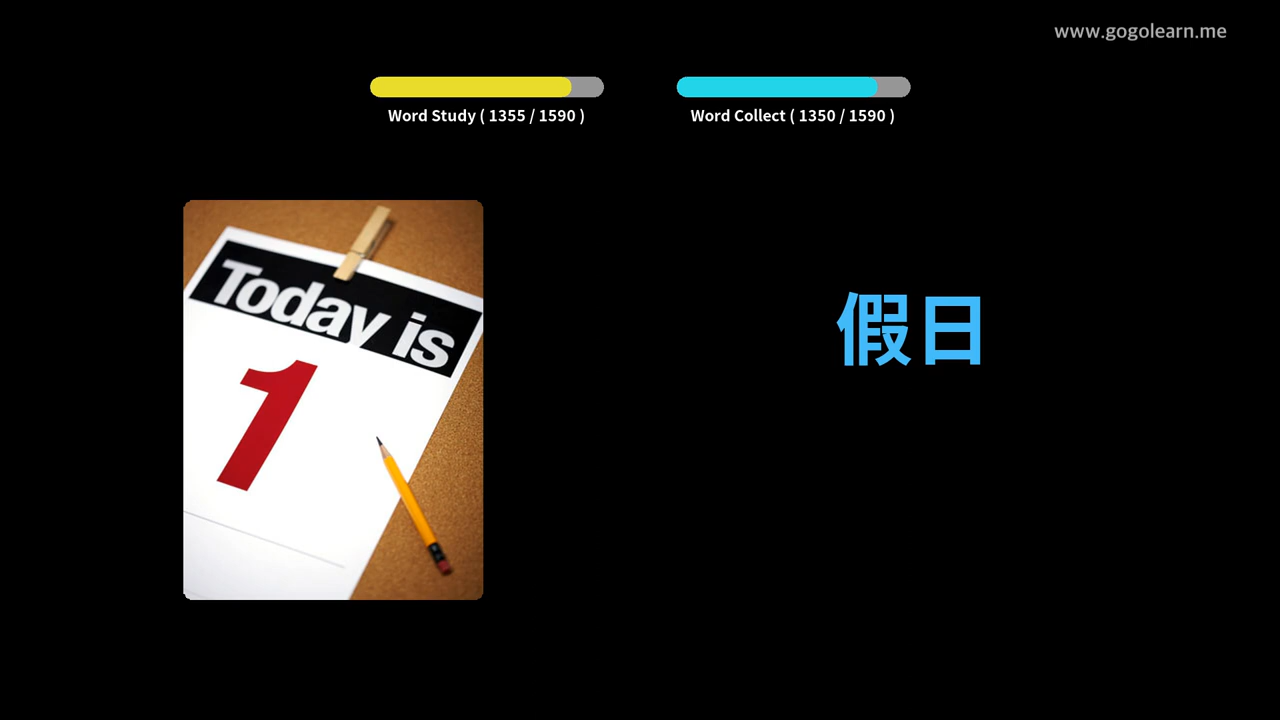 www.gogolearn.me
Word Study ( 1355 / 1590 )
Word Collect ( 1350 / 1590 )
Today is
1
假日